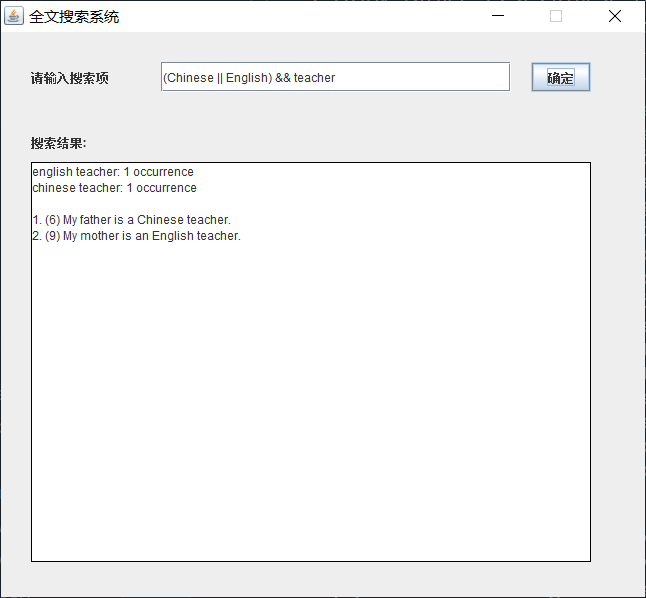 全文搜索系统
请输入搜索项 (Chinese || English) && teacher 确定
搜索结果:
english teacher: 1 occurrence
chinese teacher: 1 occurrence
1. (6) My father is a Chinese teacher.
2. (9) My mother is an English teacher.